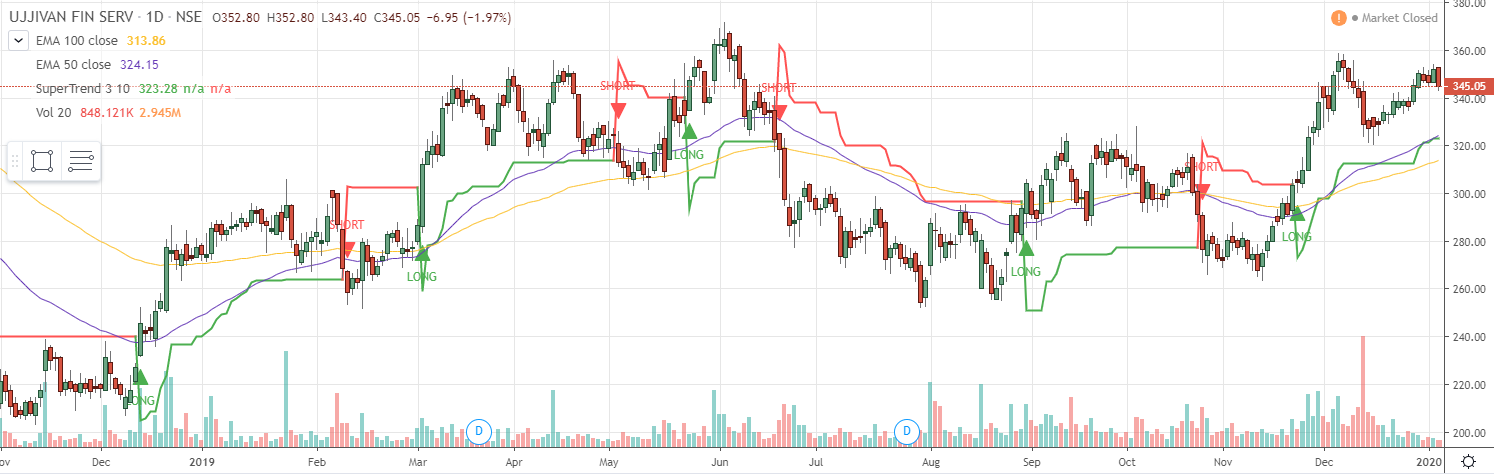 UJJIVAN FIN SERV · 1D · NSE O352.80 H352.80 L343.40 C345.05 −6.95 (−1.97%)
! Market Closed
EMA 100 close 313.86
EMA 50 close 324.15
SuperTrend 3 10 323.28 n/a n/a
Vol 20 848.121K 2.945M
380.00
360.00
345.05
340.00
320.00
300.00
280.00
260.00
240.00
220.00
200.00
LONG
SHORT
LONG
SHORT
LONG
SHORT
LONG
SHORT
LONG
D
D
ov Dec 2019 Feb Mar Apr May Jun Jul Aug Sep Oct Nov Dec 2020